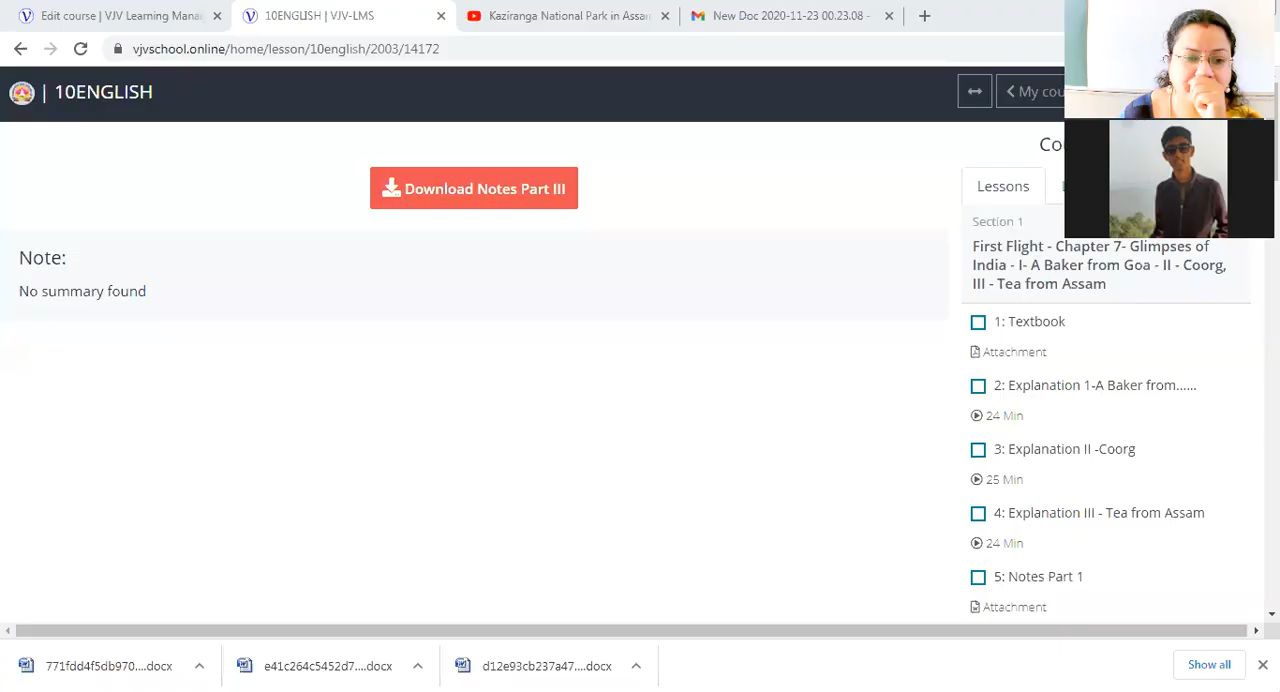 Edit course | VJV Learning Mana
10ENGLISH | VJV-LMS
Kaziranga National Park in Assam
New Doc 2020-11-23 00.23.08 -
vjvschool.online/home/lesson/10english/2003/14172
| 10ENGLISH
My cou
Co
Download Notes Part III
Lessons
Note:
No summary found
Section 1
First Flight - Chapter 7- Glimpses of
India - I- A Baker from Goa - II - Coorg,
III - Tea from Assam
1: Textbook
Attachment
2: Explanation 1-A Baker from......
24 Min
3: Explanation II -Coorg
25 Min
4: Explanation III - Tea from Assam
24 Min
5: Notes Part 1
Attachment
771fdd4f5db970....docx
e41c264c5452d7....docx
d12e93cb237a47....docx
Show all